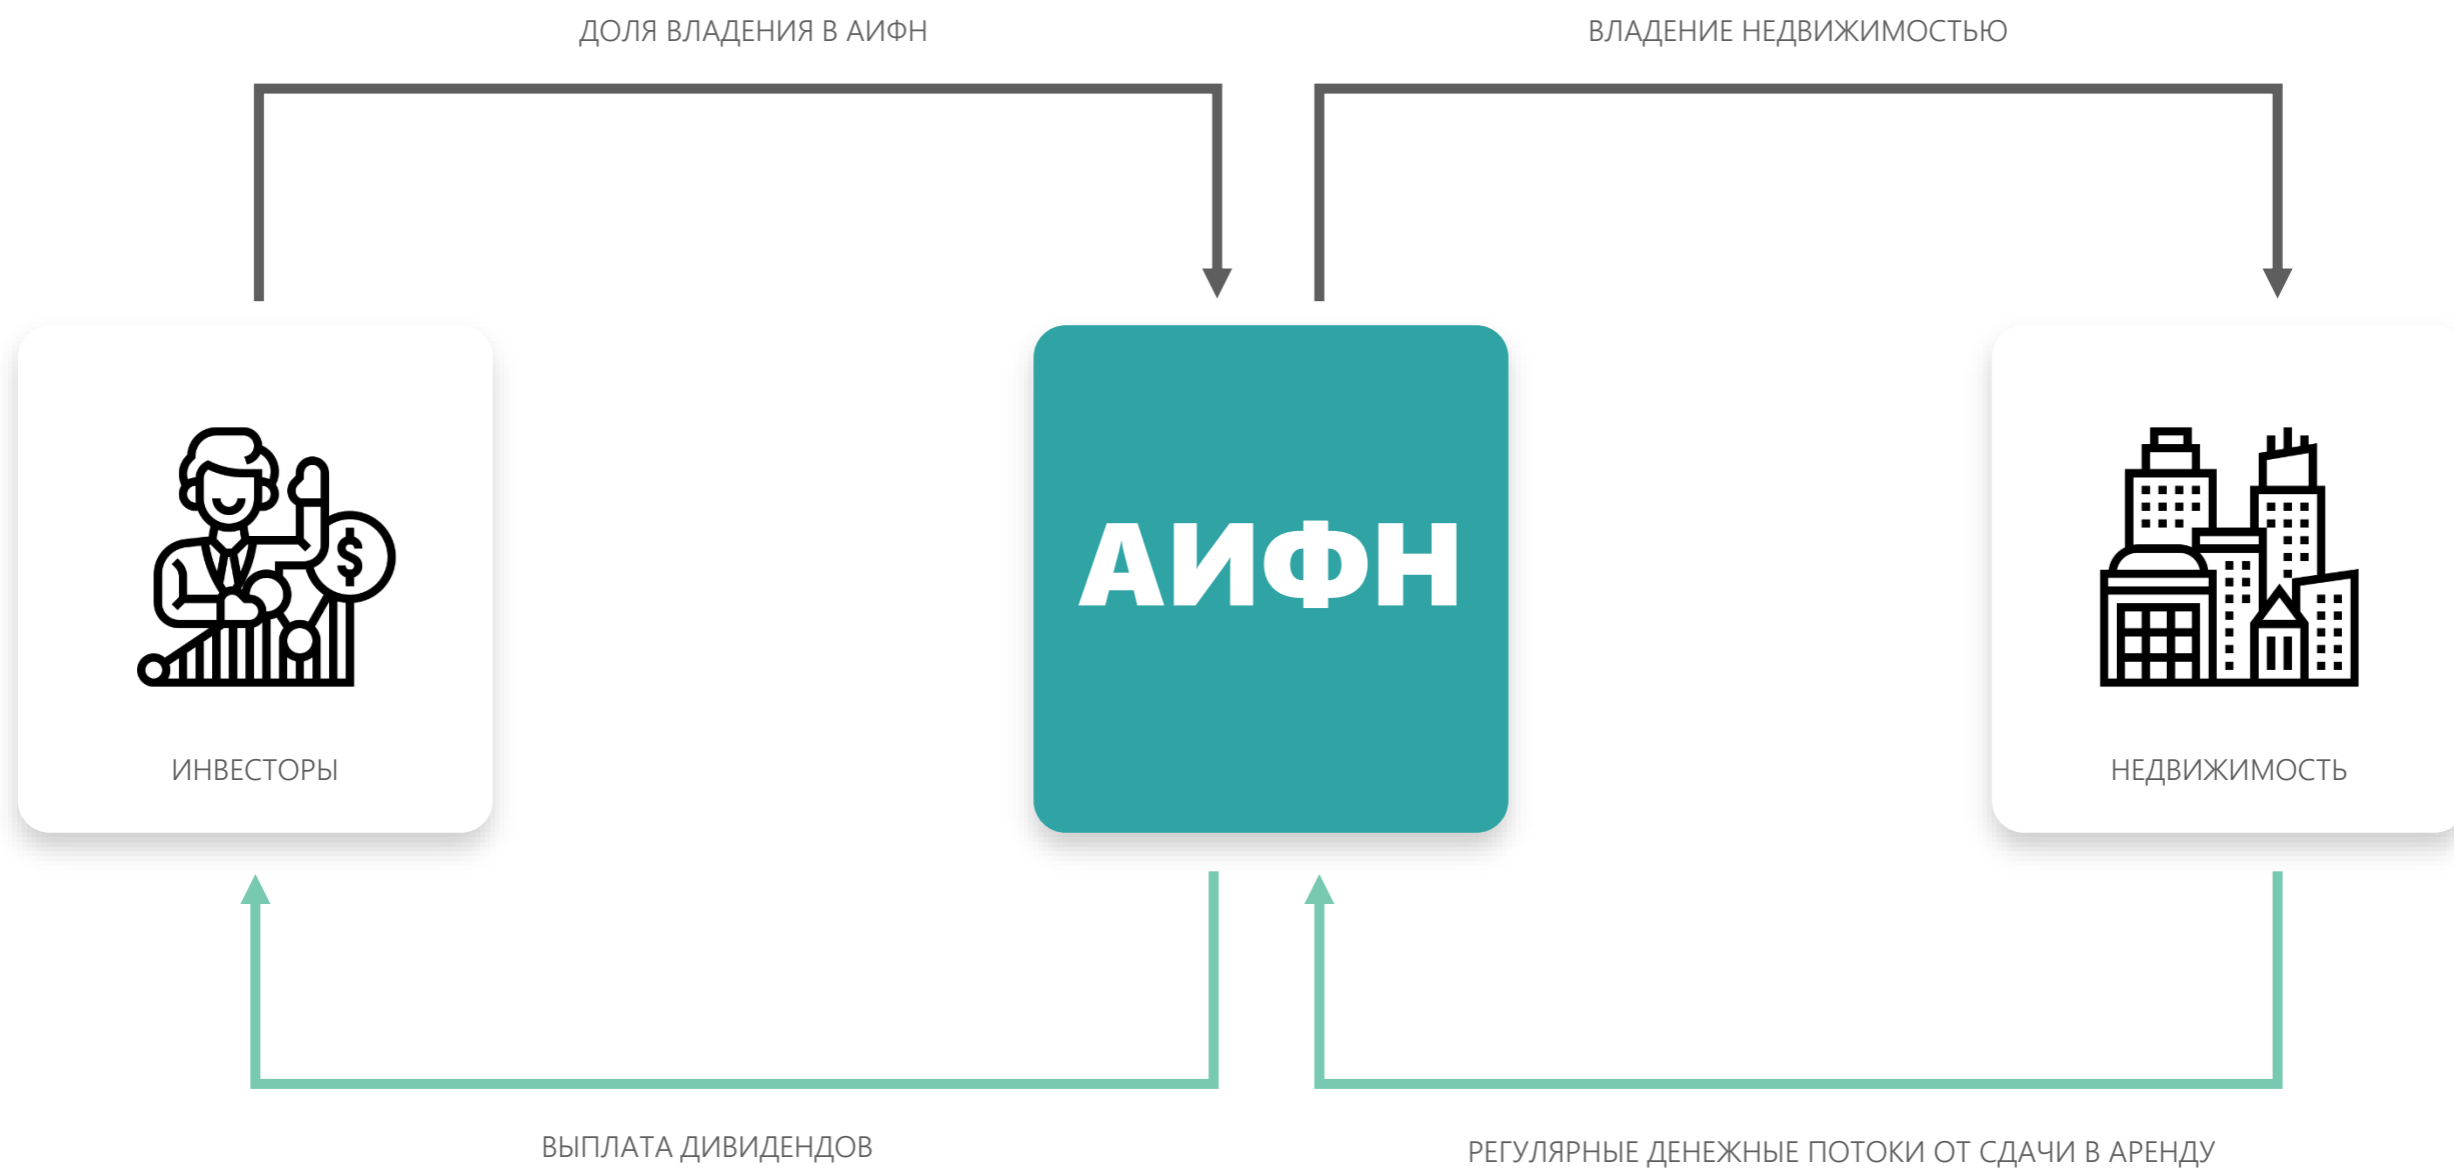 ДОЛЯ ВЛАДЕНИЯ В АИФН
ВЛАДЕНИЕ НЕДВИЖИМОСТЬЮ
$
АИФН
ИНВЕСТОРЫ
НЕДВИЖИМОСТЬ
ВЫПЛАТА ДИВИДЕНДОВ
РЕГУЛЯРНЫЕ ДЕНЕЖНЫЕ ПОТОКИ ОТ СДАЧИ В АРЕНДУ